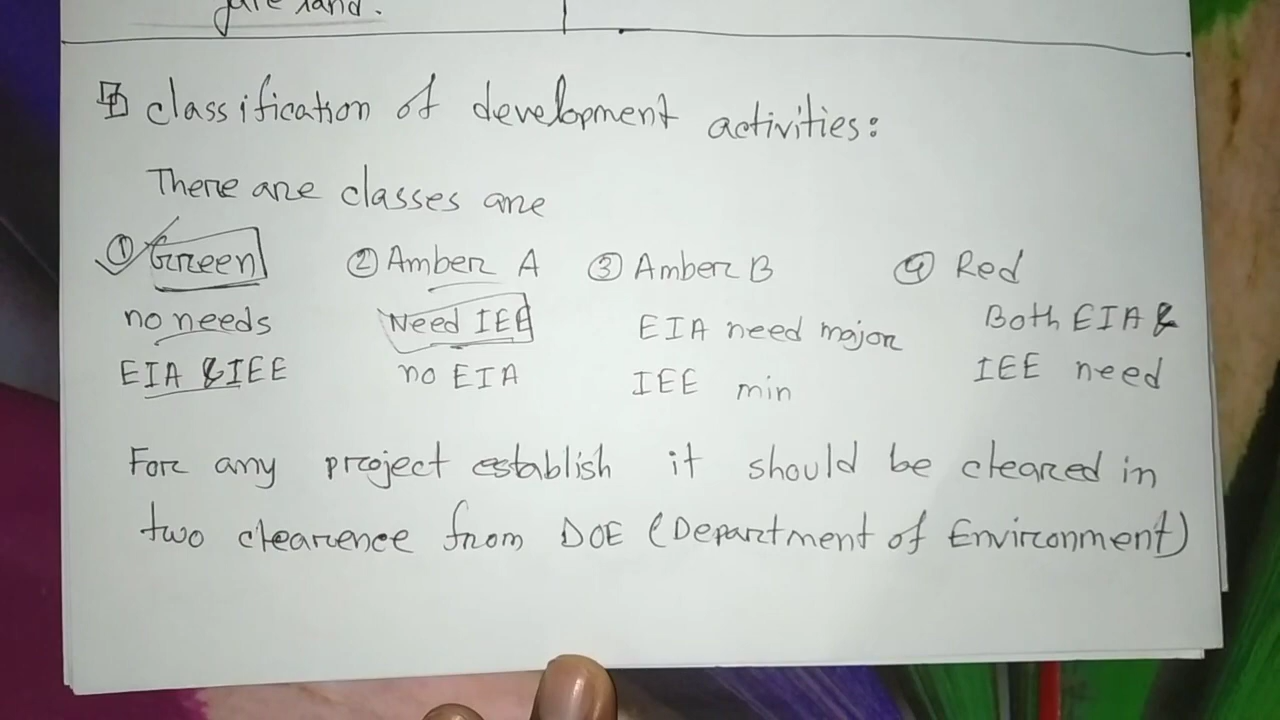 jute land.
classification of development activities:
There are classes are
① Green ② Amber A ③ Amber B ④ Red
no needs Need IEE EIA need major Both EIA &
EIA & IEE no EIA IEE min IEE need
For any project establish it should be cleared in
two clearence from DOE (Department of Environment)